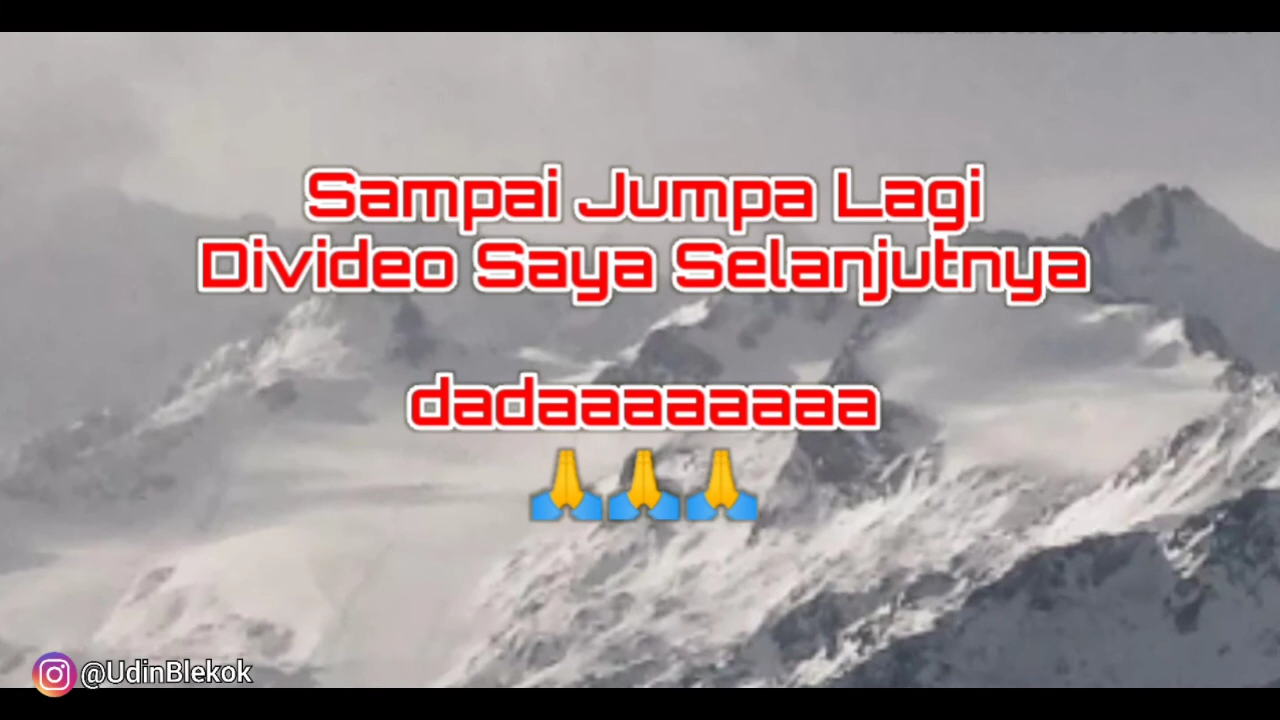 Sampai Jumpa Lagi
Divideo Saya Selanjutnya
dadaaaaaaaa
🙏🙏🙏
@UdinBlekok